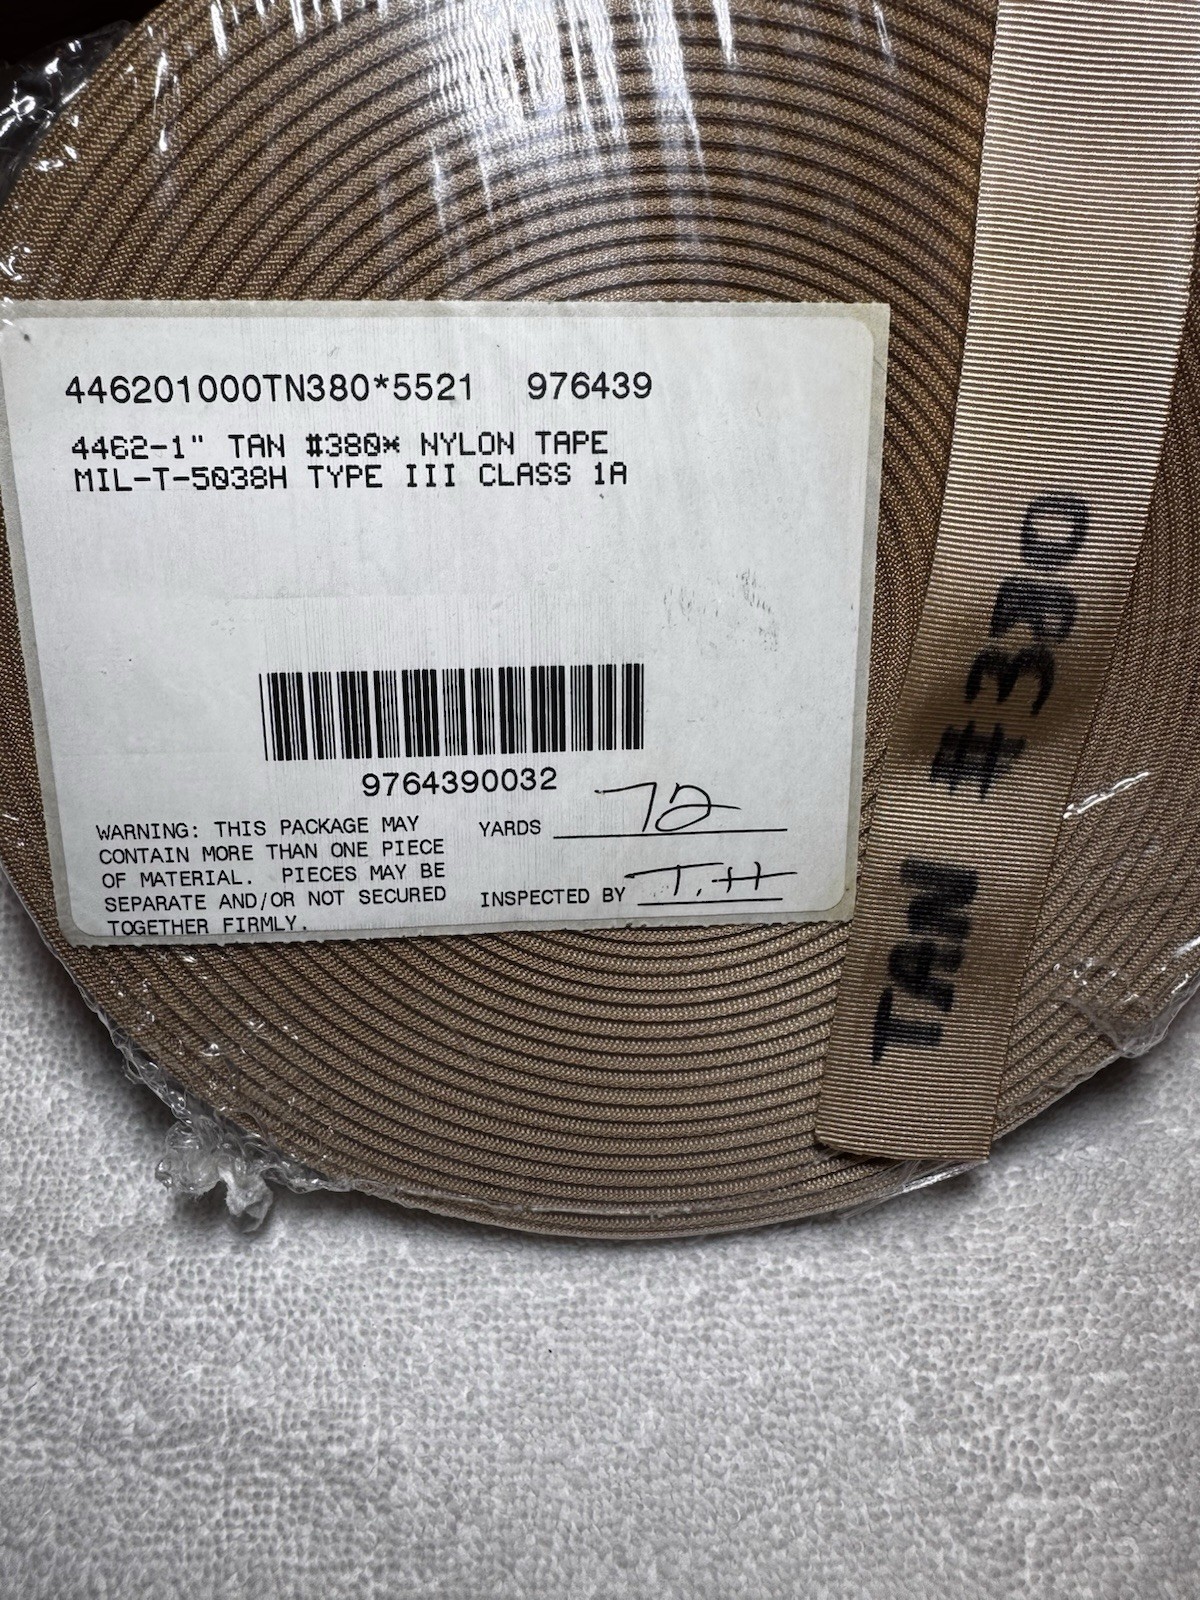 446201000TN380*5521 976439
4462-1" TAN #380* NYLON TAPE
MIL-T-5038H TYPE III CLASS 1A
9764390032
WARNING: THIS PACKAGE MAY
CONTAIN MORE THAN ONE PIECE
OF MATERIAL. PIECES MAY BE
SEPARATE AND/OR NOT SECURED
TOGETHER FIRMLY.
YARDS 72
INSPECTED BY T.H
TAN #380